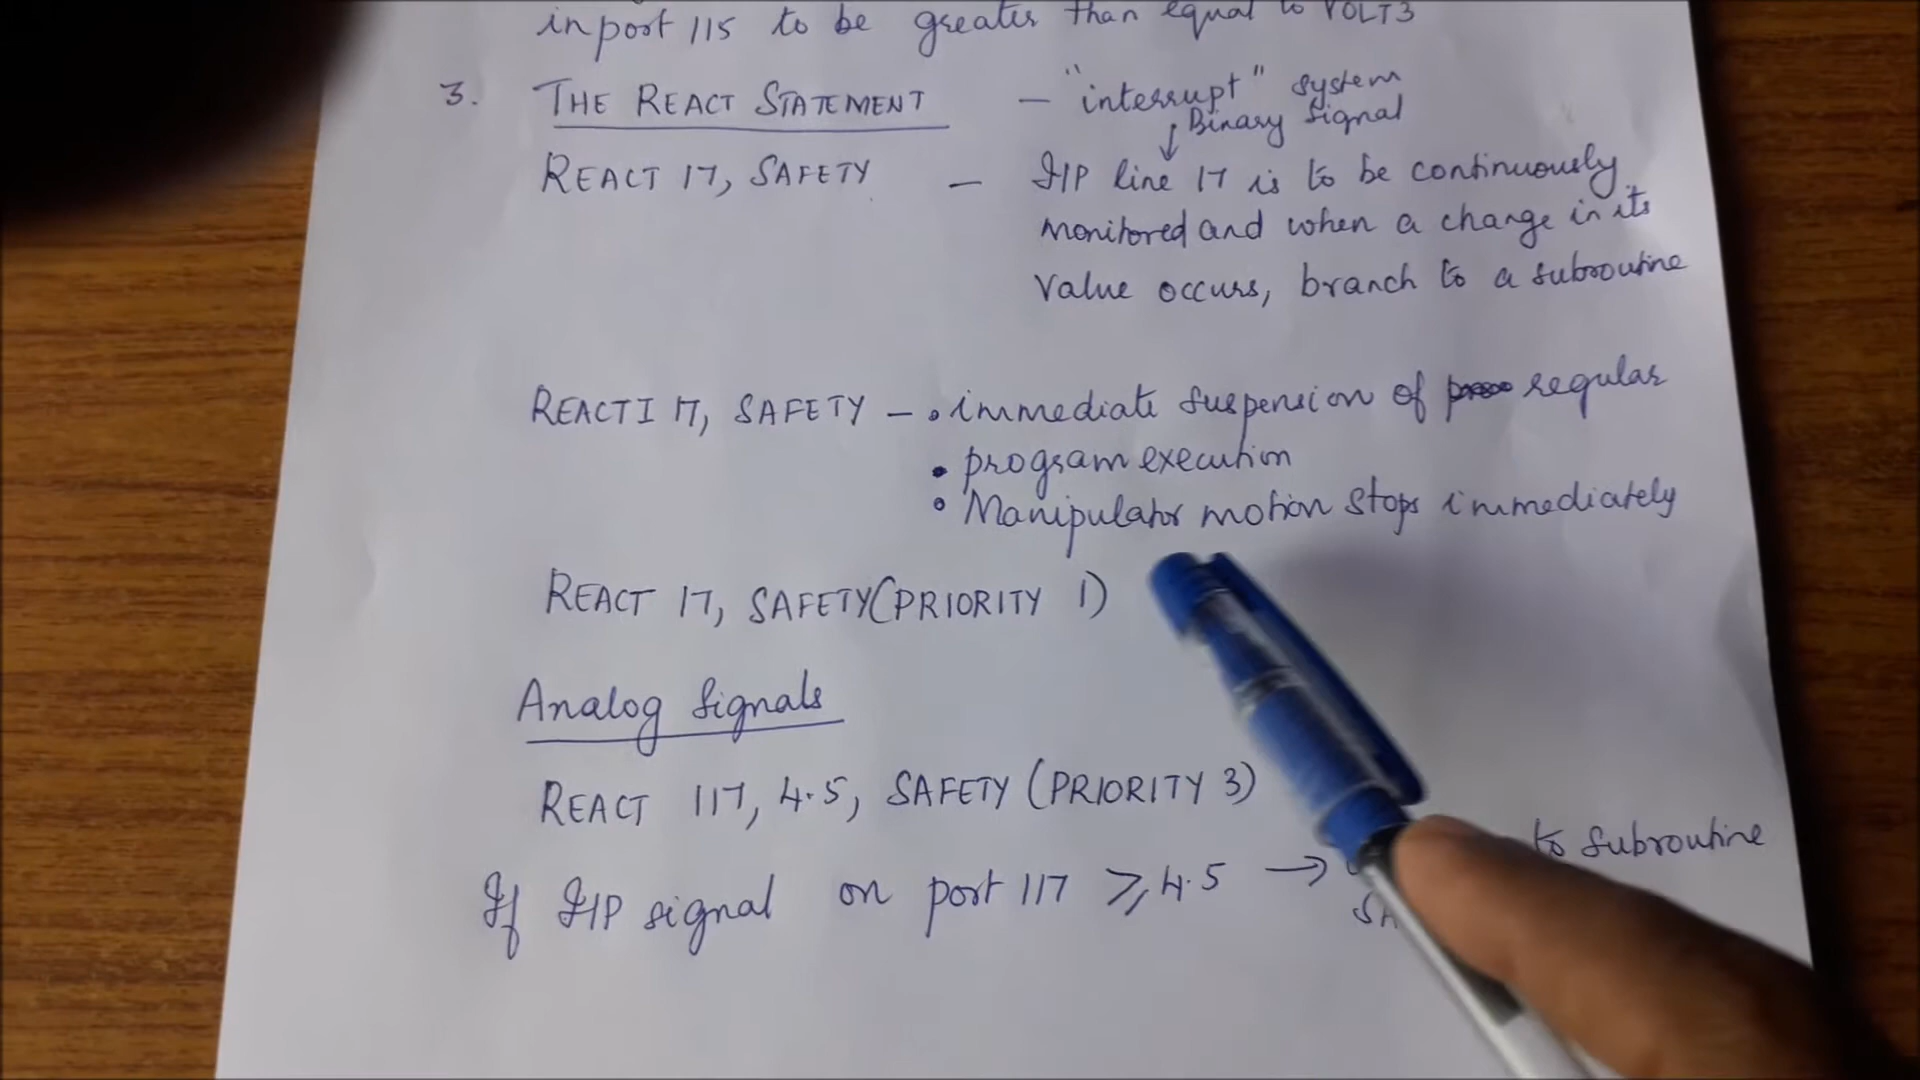 in port 115 to be greater than equal to VOLT3
3. THE REACT STATEMENT - "interrupt" system
Binary Signal
REACT 17, SAFETY - I/P line 17 is to be continuously
monitored and when a change in its
value occurs, branch to a subroutine
REACTI 17, SAFETY - • immediate suspension of regular
• program execution
• Manipulator motion stops immediately
REACT 17, SAFETY (PRIORITY 1)
Analog Signals
REACT 117, 4.5, SAFETY (PRIORITY 3)
If I/P signal on port 117 ≥ 4.5 → to subroutine